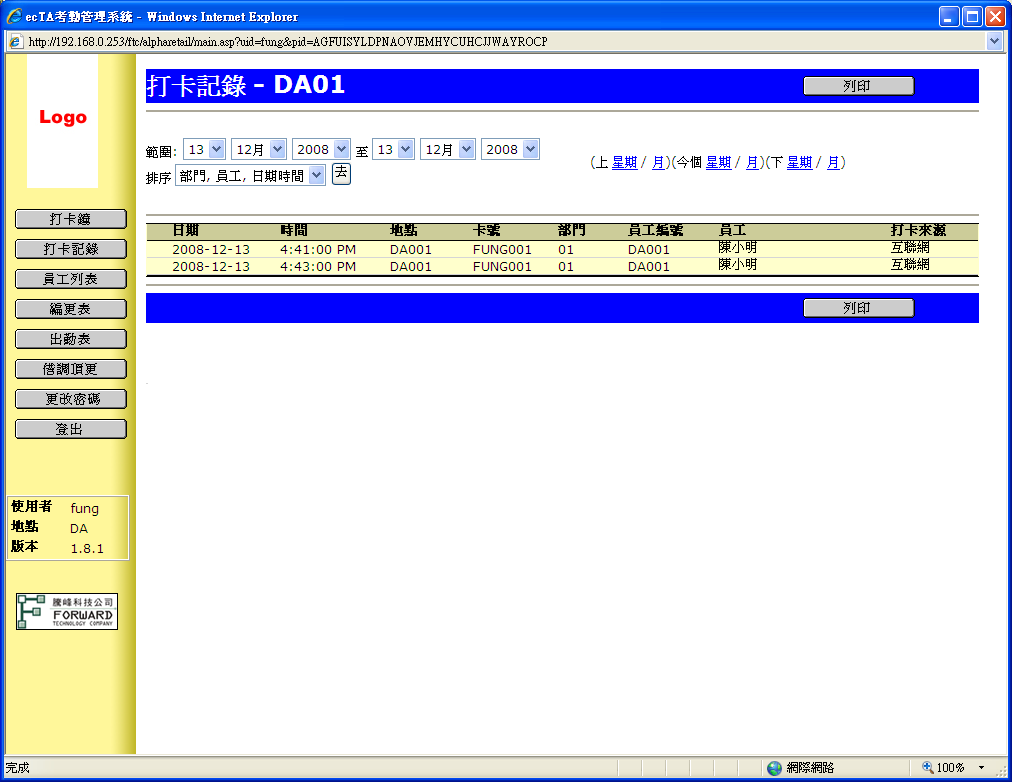 ecTA考勤管理系統 - Windows Internet Explorer
http://192.168.0.253/ftc/alpharetail/main.asp?uid=fung&pid=AGFUISYLDPNAOVJEMHYCUHCJJWAYROCP
Logo
打卡鐘
打卡記錄
員工列表
編更表
出勤表
借調頂更
更改密碼
登出
使用者 fung
地點 DA
版本 1.8.1
騰峰科技公司
FORWARD
TECHNOLOGY COMPANY
打卡記錄 - DA01 列印
範圍: 13 12月 2008 至 13 12月 2008
(上 星期 / 月)(今個 星期 / 月)(下 星期 / 月)
排序 部門, 員工, 日期時間 去
日期 時間 地點 卡號 部門 員工編號 員工 打卡來源
2008-12-13 4:41:00 PM DA001 FUNG001 01 DA001 陳小明 互聯網
2008-12-13 4:43:00 PM DA001 FUNG001 01 DA001 陳小明 互聯網
列印
完成 網際網路 100%